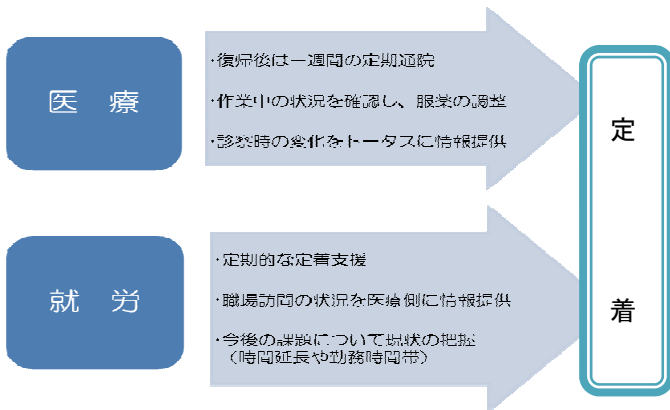 医　療
・復帰後は一週間の定期通院
・作業中の状況を確認し、服薬の調整
・診察時の変化をトータスに情報提供
就　労
・定期的な定着支援
・職場訪問の状況を医療側に情報提供
・今後の課題について現状の把握
（時間延長や勤務時間帯）
定
着